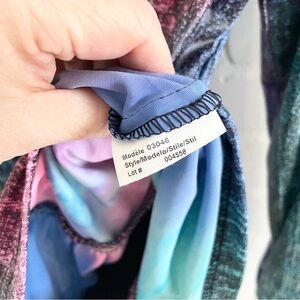 Modèle 03046
Style/Modelo/Stile/Stil
004558
Lot #